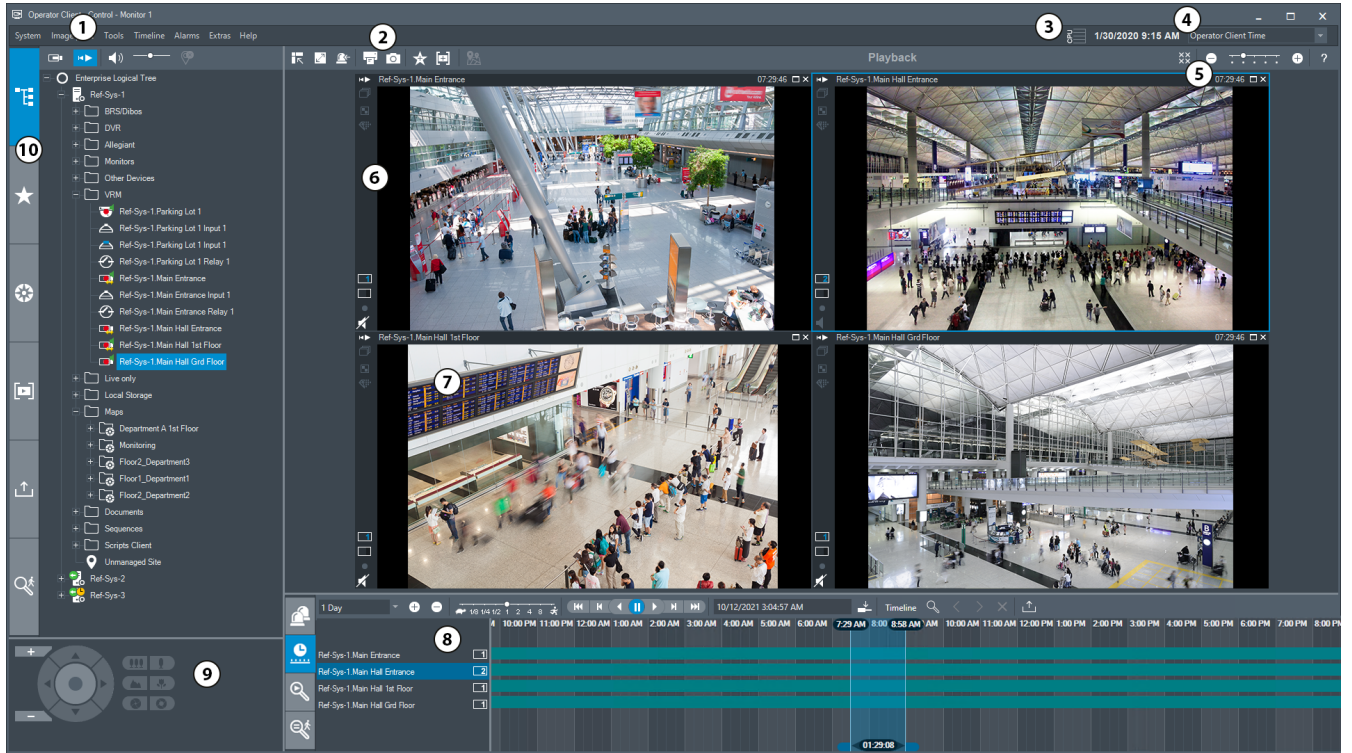 Operator Client - Control - Monitor 1
System Image Tools Timeline Alarms Extras Help
1
3
1/30/2020 9:15 AM
4
Operator Client Time
2
Playback
5
?
Enterprise Logical Tree
Ref-Sys-1
BRS/Dibos
DVR
Allegiant
10
Monitors
Other Devices
VRM
Ref-Sys-1.Parking Lot 1
Ref-Sys-1.Parking Lot 1 Input 1
Ref-Sys-1.Parking Lot 1 Input 1
Ref-Sys-1.Parking Lot 1 Relay 1
Ref-Sys-1.Main Entrance
Ref-Sys-1.Main Entrance Input 1
Ref-Sys-1.Main Entrance Relay 1
Ref-Sys-1.Main Hall Entrance
Ref-Sys-1.Main Hall 1st Floor
Ref-Sys-1.Main Hall Grd Floor
Live only
Local Storage
Maps
Department A 1st Floor
Monitoring
Floor2_Department3
Floor1_Department1
Floor2_Department2
Documents
Sequences
Scripts Client
Unmanaged Site
Ref-Sys-2
Ref-Sys-3
Ref-Sys-1.Main Entrance 07:29:46
Ref-Sys-1.Main Hall Entrance 07:29:46
6
Ref-Sys-1.Main Hall 1st Floor
Ref-Sys-1.Main Hall Grd Floor 07:29:46
7
B
9
1 Day
1/8 1/4 1/2 1 2 4 8
10/12/2021 3:04:57 AM
Timeline
8
10:00 PM 11:00 PM 12:00 AM 1:00 AM 2:00 AM 3:00 AM 4:00 AM 5:00 AM 6:00 AM 7:29 AM 8:00 8:58 AM AM 10:00 AM 11:00 AM 12:00 PM 1:00 PM 2:00 PM 3:00 PM 4:00 PM 5:00 PM 6:00 PM 7:00 PM 8:00 PM
Ref-Sys-1.Main Entrance 1
Ref-Sys-1.Main Hall Entrance 2
Ref-Sys-1.Main Hall 1st Floor 1
Ref-Sys-1.Main Hall Grd Floor 1
01:29:08